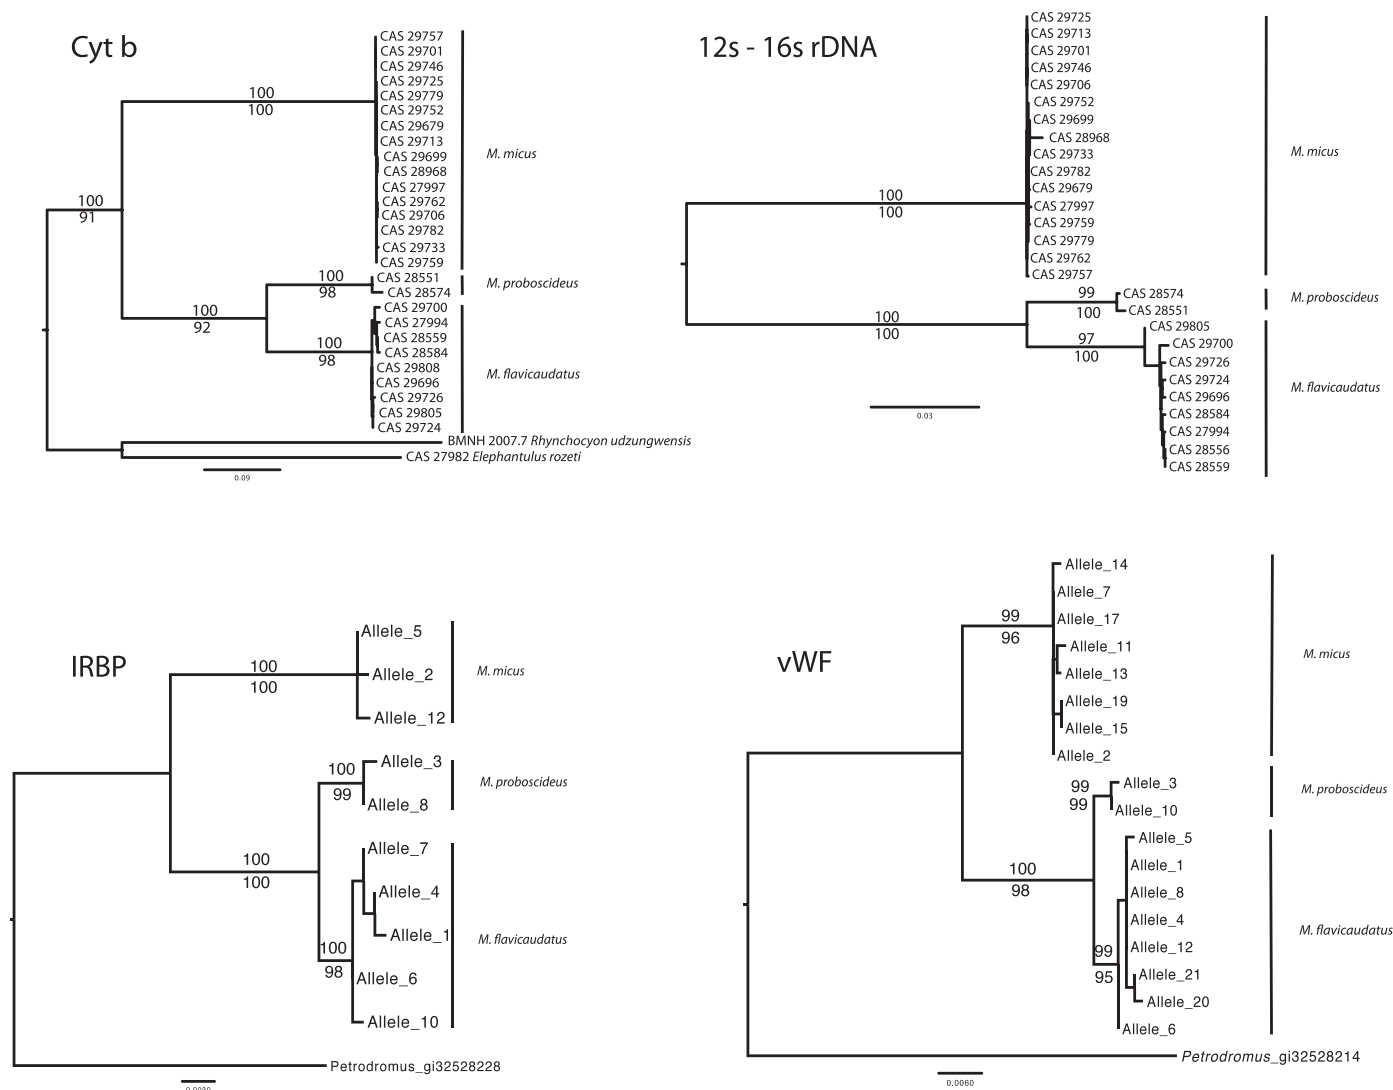 Cyt b
CAS 29757
CAS 29701
CAS 29746
CAS 29725
CAS 29779
CAS 29752
CAS 29679
CAS 29713
CAS 29699
CAS 28968
CAS 27997
CAS 29762
CAS 29706
CAS 29782
CAS 29733
CAS 29759
100
100
M. micus
100
91
CAS 28551
CAS 28574
100
98
M. proboscideus
100
92
CAS 29700
CAS 27994
CAS 28559
CAS 28584
CAS 29808
CAS 29696
CAS 29726
CAS 29805
CAS 29724
100
98
M. flavicaudatus
BMNH 2007.7 Rhynchocyon udzungwensis
CAS 27982 Elephantulus rozeti
0.09
12s - 16s rDNA
CAS 29725
CAS 29713
CAS 29701
CAS 29746
CAS 29706
CAS 29752
CAS 29699
CAS 28968
CAS 29733
CAS 29782
CAS 29679
CAS 27997
CAS 29759
CAS 29779
CAS 29762
CAS 29757
100
100
M. micus
CAS 28574
CAS 28551
99
100
M. proboscideus
100
100
CAS 29805
CAS 29700
CAS 29726
CAS 29724
CAS 29696
CAS 28584
CAS 27994
CAS 28556
CAS 28559
97
100
M. flavicaudatus
0.03
IRBP
Allele_5
Allele_2
Allele_12
100
100
M. micus
Allele_3
Allele_8
100
99
M. proboscideus
100
100
Allele_7
Allele_4
Allele_1
Allele_6
Allele_10
100
98
M. flavicaudatus
Petrodromus_gi32528228
0.0030
vWF
Allele_14
Allele_7
Allele_17
Allele_11
Allele_13
Allele_19
Allele_15
Allele_2
99
96
M. micus
Allele_3
Allele_10
99
99
M. proboscideus
100
98
Allele_5
Allele_1
Allele_8
Allele_4
Allele_12
Allele_21
Allele_20
Allele_6
99
95
M. flavicaudatus
Petrodromus_gi32528214
0.0060